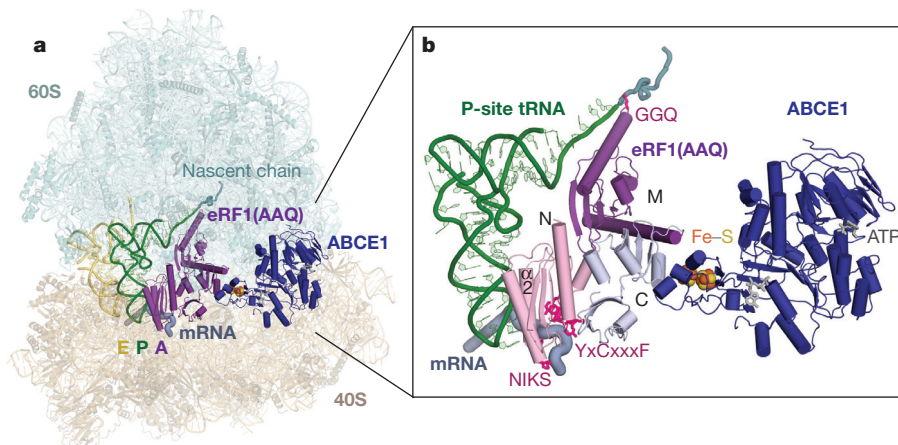 a
60S
Nascent chain
eRF1(AAQ)
ABCE1
mRNA
E P A
40S
b
P-site tRNA
GGQ
ABCE1
eRF1(AAQ)
M
N
Fe–S
ATP
α
2
C
mRNA
YxCxxxF
NIKS